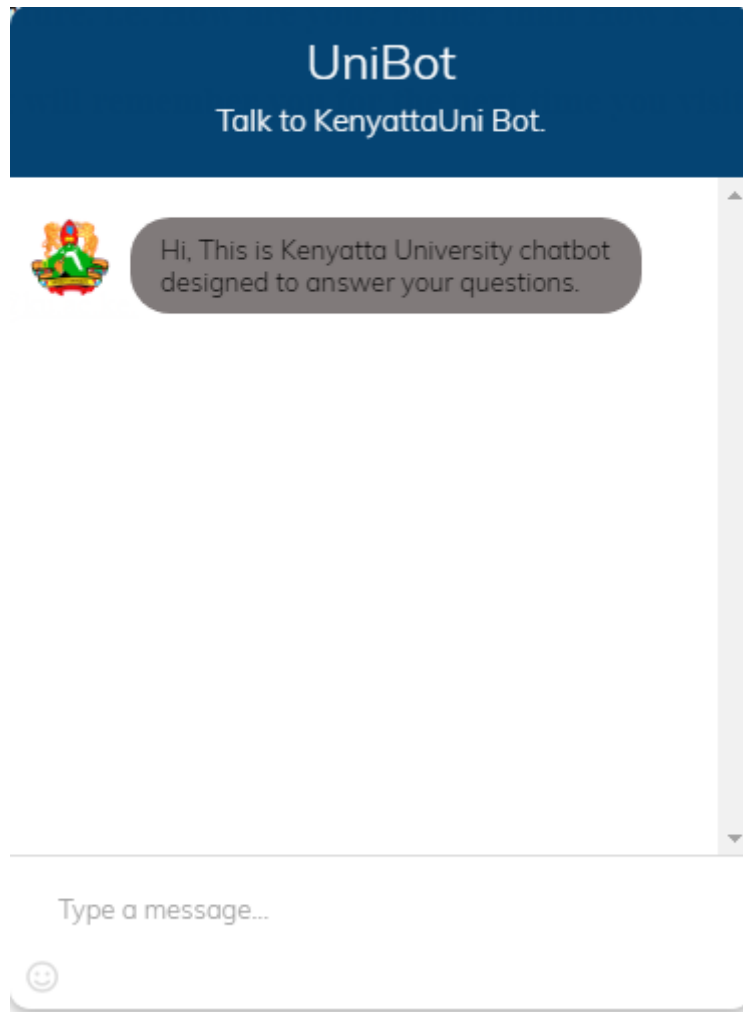 UniBot
Talk to KenyattaUni Bot.
Hi, This is Kenyatta University chatbot
designed to answer your questions.
Type a message...